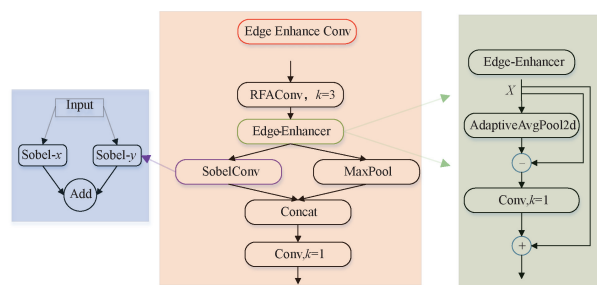 Edge Enhance Conv
RFAConv, k=3
Edge-Enhancer
SobelConv
MaxPool
Concat
Conv,k=1
Input
Sobel-x
Sobel-y
Add
Edge-Enhancer
X
AdaptiveAvgPool2d
-
Conv,k=1
+